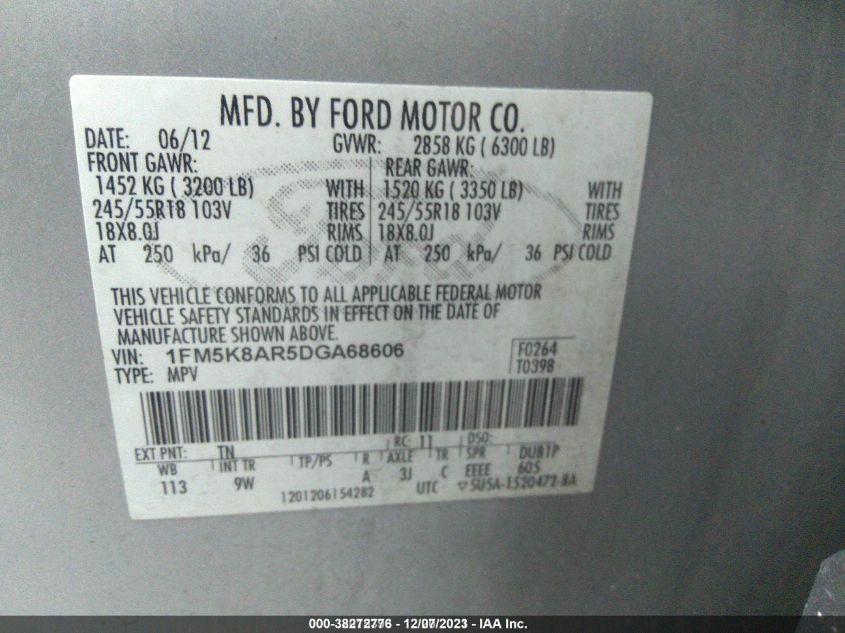 MFD. BY FORD MOTOR CO.
DATE: 06/12 GVWR: 2858 KG ( 6300 LB)
FRONT GAWR: REAR GAWR:
1452 KG ( 3200 LB) WITH 1520 KG ( 3350 LB) WITH
245/55R18 103V TIRES 245/55R18 103V TIRES
18X8.0J RIMS 18X8.0J RIMS
AT 250 kPa/ 36 PSI COLD AT 250 kPa/ 36 PSI COLD
THIS VEHICLE CONFORMS TO ALL APPLICABLE FEDERAL MOTOR
VEHICLE SAFETY STANDARDS IN EFFECT ON THE DATE OF
MANUFACTURE SHOWN ABOVE.
VIN: 1FM5K8AR5DGA68606 F0264
TYPE: MPV T0398
EXT PNT: TN RC: 11 DSO:
WB INT TR TP/PS R AXLE TR SPR DUB1P
113 9W A 3J C EEEE 605
1201206154282 UTC ▽5USA-1520472-BA
000-38272776 - 12/07/2023 - IAA Inc.